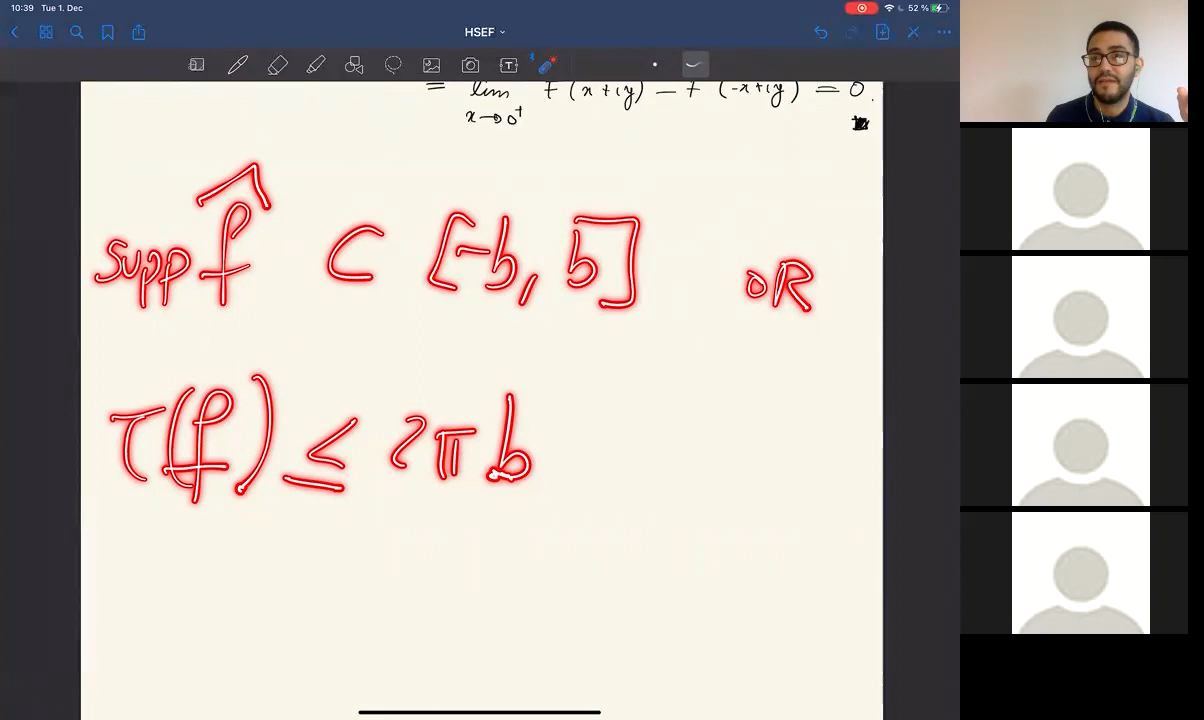 10:39 Tue 1. Dec
52 %
HSEF
= lim f(x+iy) - f(-x+iy) = 0.
x→0⁺
supp f̂ ⊂ [-b, b] OR
τ(f) ≤ 2πb